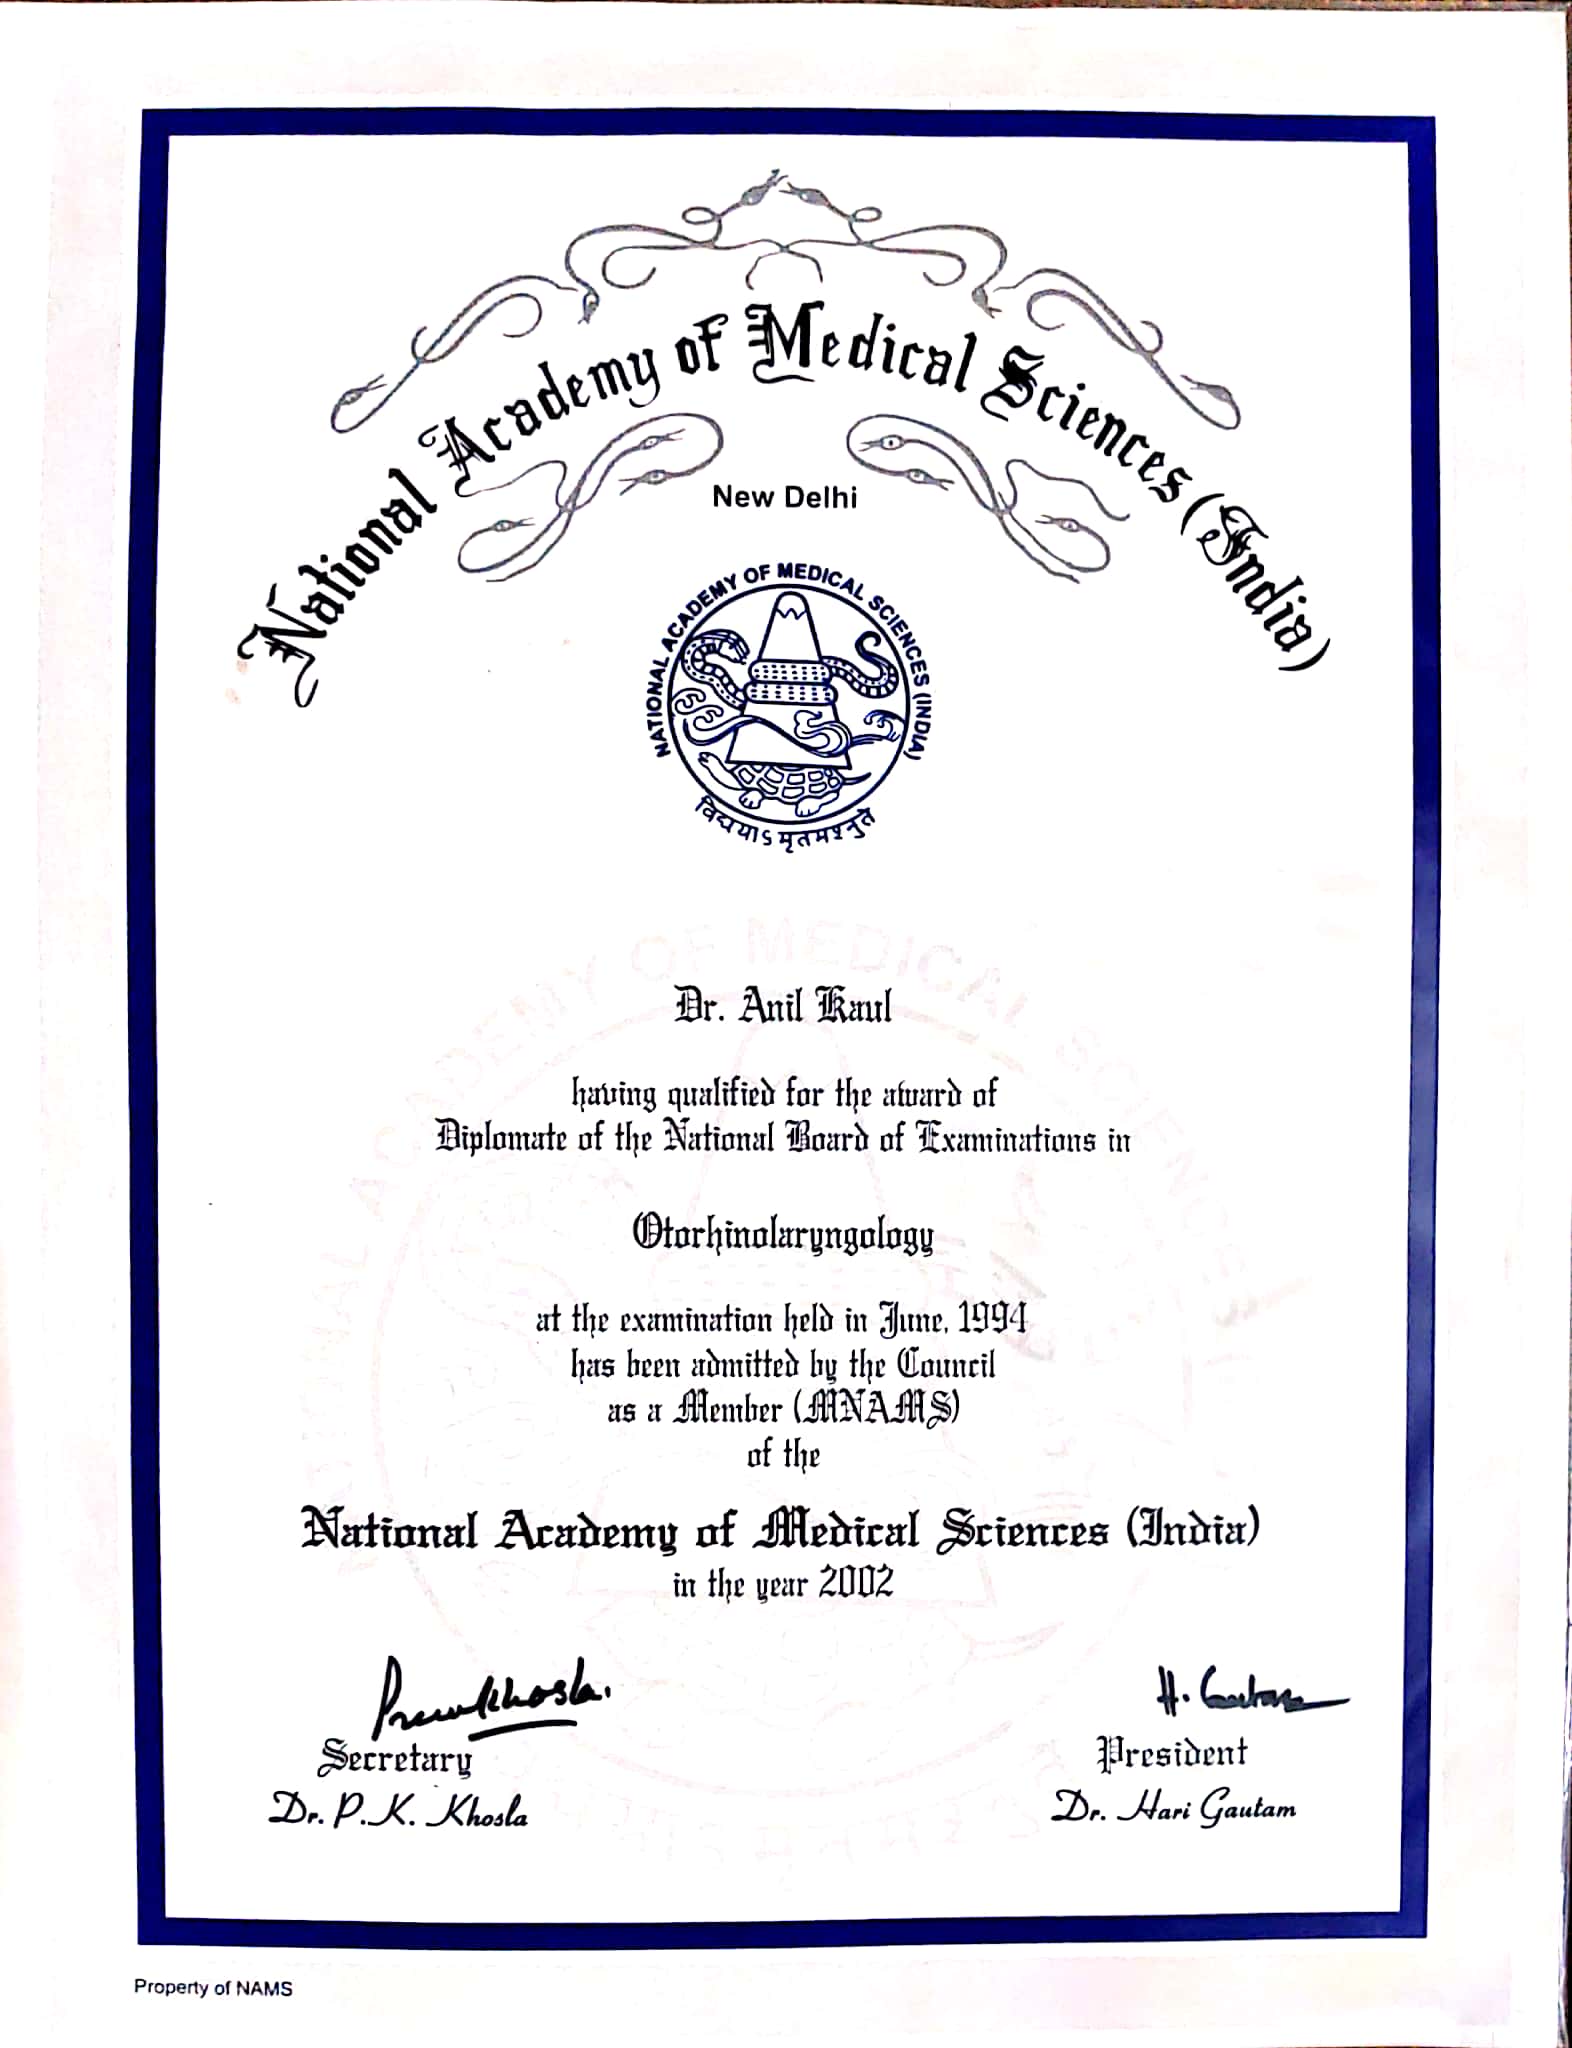 National Academy of Medical Sciences (India)
New Delhi
NATIONAL ACADEMY OF MEDICAL SCIENCES (INDIA)
विद्ययाऽमृतमश्नुते
Dr. Anil Kaul
having qualified for the award of
Diplomate of the National Board of Examinations in
Otorhinolaryngology
at the examination held in June, 1994
has been admitted by the Council
as a Member (MNAMS)
of the
National Academy of Medical Sciences (India)
in the year 2002
H. Gautam
Secretary
President
Dr. P.K. Khosla
Dr. Hari Gautam
Property of NAMS